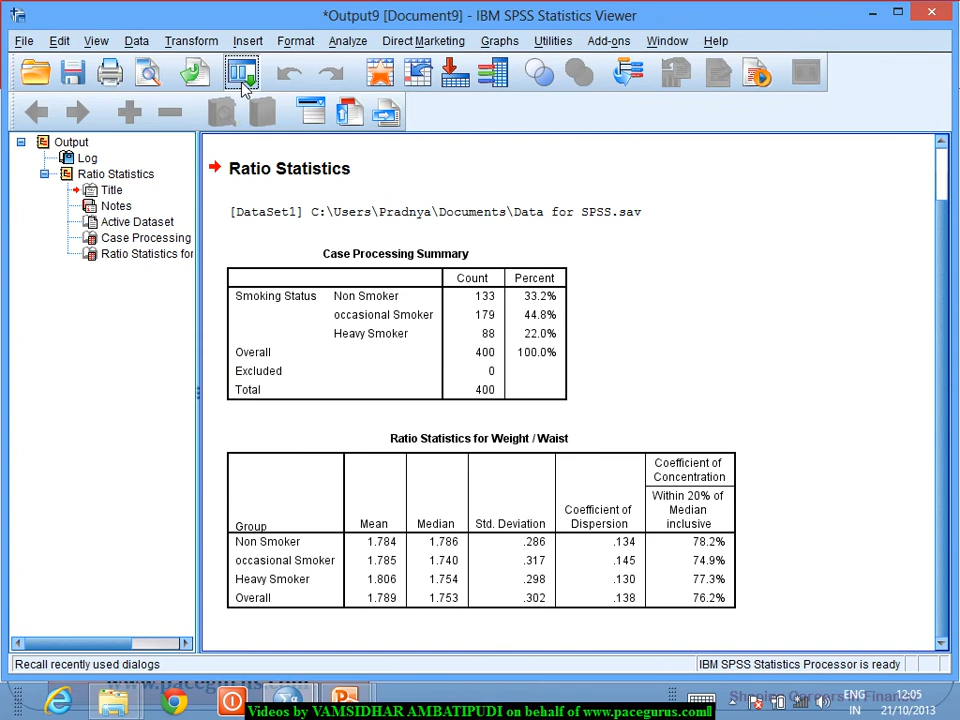 *Output9 [Document9] - IBM SPSS Statistics Viewer
File Edit View Data Transform Insert Format Analyze Direct Marketing Graphs Utilities Add-ons Window Help
Output
Log
Ratio Statistics
Title
Notes
Active Dataset
Case Processing
Ratio Statistics for
Ratio Statistics
[DataSet1] C:\Users\Pradnya\Documents\Data for SPSS.sav
Case Processing Summary
Count Percent
Smoking Status Non Smoker 133 33.2%
occasional Smoker 179 44.8%
Heavy Smoker 88 22.0%
Overall 400 100.0%
Excluded 0
Total 400
Ratio Statistics for Weight / Waist
Group Mean Median Std. Deviation Coefficient of Dispersion Coefficient of Concentration Within 20% of Median inclusive
Non Smoker 1.784 1.786 .286 .134 78.2%
occasional Smoker 1.785 1.740 .317 .145 74.9%
Heavy Smoker 1.806 1.754 .298 .130 77.3%
Overall 1.789 1.753 .302 .138 76.2%
Recall recently used dialogs
IBM SPSS Statistics Processor is ready
ENG 12:05
IN 21/10/2013
Videos by VAMSIDHAR AMBATIPUDI on behalf of www.pacegurus.com